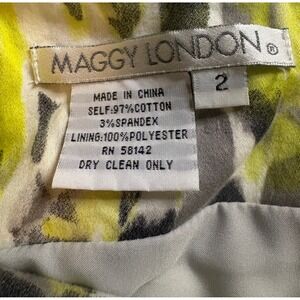 MAGGY LONDON®
2
MADE IN CHINA
SELF:97%COTTON
3%SPANDEX
LINING:100%POLYESTER
RN 58142
DRY CLEAN ONLY